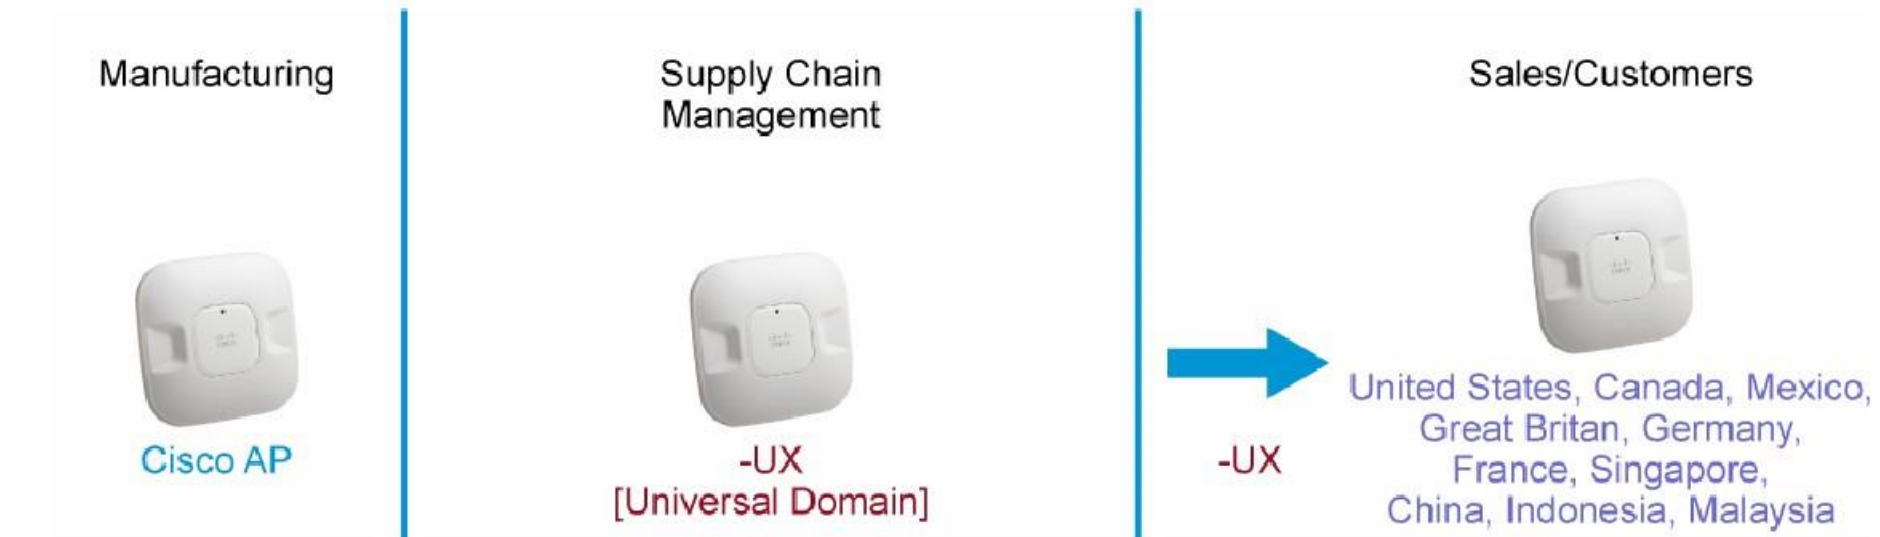 Manufacturing
Supply Chain
Management
Sales/Customers
Cisco AP
-UX
[Universal Domain]
-UX
United States, Canada, Mexico,
Great Britan, Germany,
France, Singapore,
China, Indonesia, Malaysia